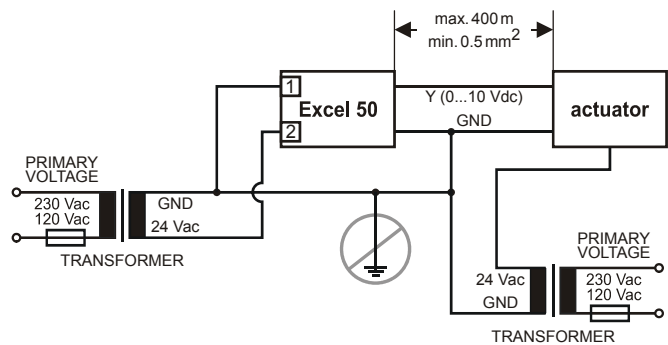 max. 400 m
min. 0.5 mm2
1
2
Excel 50
Y (0...10 Vdc)
GND
actuator
PRIMARY
VOLTAGE
230 Vac
120 Vac
GND
24 Vac
TRANSFORMER
PRIMARY
VOLTAGE
24 Vac
GND
230 Vac
120 Vac
TRANSFORMER